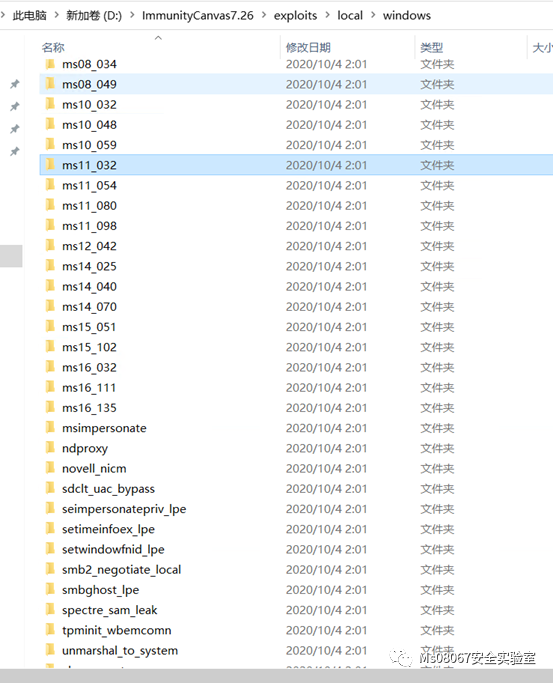 此电脑 > 新加卷 (D:) > ImmunityCanvas7.26 > exploits > local > windows
名称 修改日期 类型 大小
ms08_034 2020/10/4 2:01 文件夹
ms08_049 2020/10/4 2:01 文件夹
ms10_032 2020/10/4 2:01 文件夹
ms10_048 2020/10/4 2:01 文件夹
ms10_059 2020/10/4 2:01 文件夹
ms11_032 2020/10/4 2:01 文件夹
ms11_054 2020/10/4 2:01 文件夹
ms11_080 2020/10/4 2:01 文件夹
ms11_098 2020/10/4 2:01 文件夹
ms12_042 2020/10/4 2:01 文件夹
ms14_025 2020/10/4 2:01 文件夹
ms14_040 2020/10/4 2:01 文件夹
ms14_070 2020/10/4 2:01 文件夹
ms15_051 2020/10/4 2:01 文件夹
ms15_102 2020/10/4 2:01 文件夹
ms16_032 2020/10/4 2:01 文件夹
ms16_111 2020/10/4 2:01 文件夹
ms16_135 2020/10/4 2:01 文件夹
msimpersonate 2020/10/4 2:01 文件夹
ndproxy 2020/10/4 2:01 文件夹
novell_nicm 2020/10/4 2:01 文件夹
sdclt_uac_bypass 2020/10/4 2:01 文件夹
seimpersonatepriv_lpe 2020/10/4 2:01 文件夹
setimeinfoex_lpe 2020/10/4 2:01 文件夹
setwindowfnid_lpe 2020/10/4 2:01 文件夹
smb2_negotiate_local 2020/10/4 2:01 文件夹
smbghost_lpe 2020/10/4 2:01 文件夹
spectre_sam_leak 2020/10/4 2:01 文件夹
tpminit_wbemcomn 2020/10/4 2:01 文件夹
unmarshal_to_system 2020/10/4 2:01 文件夹
Ms08067安全实验室